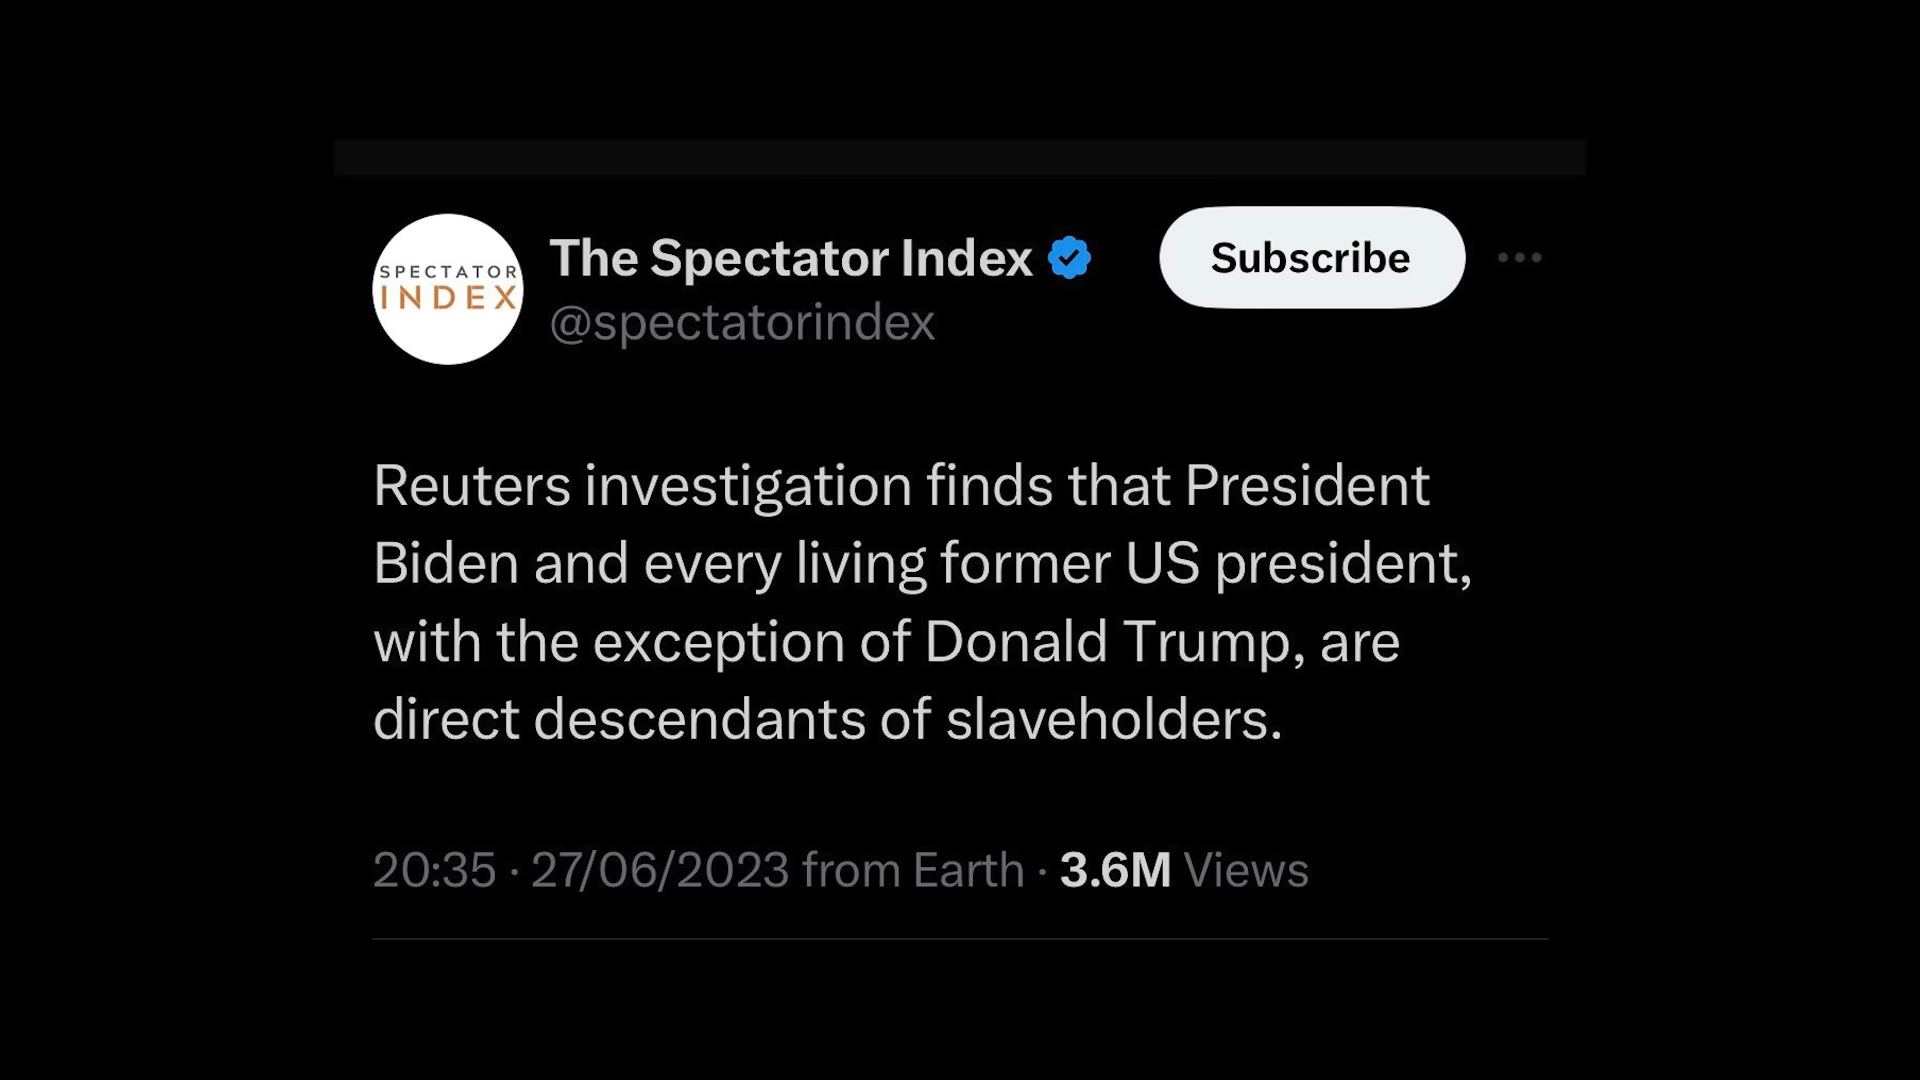 SPECTATOR
INDEX
The Spectator Index
@spectatorindex
Subscribe
Reuters investigation finds that President
Biden and every living former US president,
with the exception of Donald Trump, are
direct descendants of slaveholders.
20:35 · 27/06/2023 from Earth · 3.6M Views